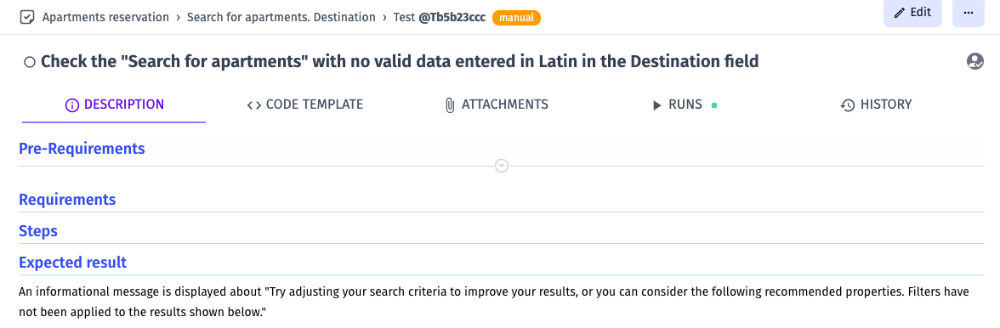 Apartments reservation › Search for apartments. Destination › Test @Tb5b23ccc manual
Edit ...
Check the "Search for apartments" with no valid data entered in Latin in the Destination field
DESCRIPTION <> CODE TEMPLATE ATTACHMENTS RUNS HISTORY
Pre-Requirements
Requirements
Steps
Expected result
An informational message is displayed about "Try adjusting your search criteria to improve your results, or you can consider the following recommended properties. Filters have
not been applied to the results shown below."